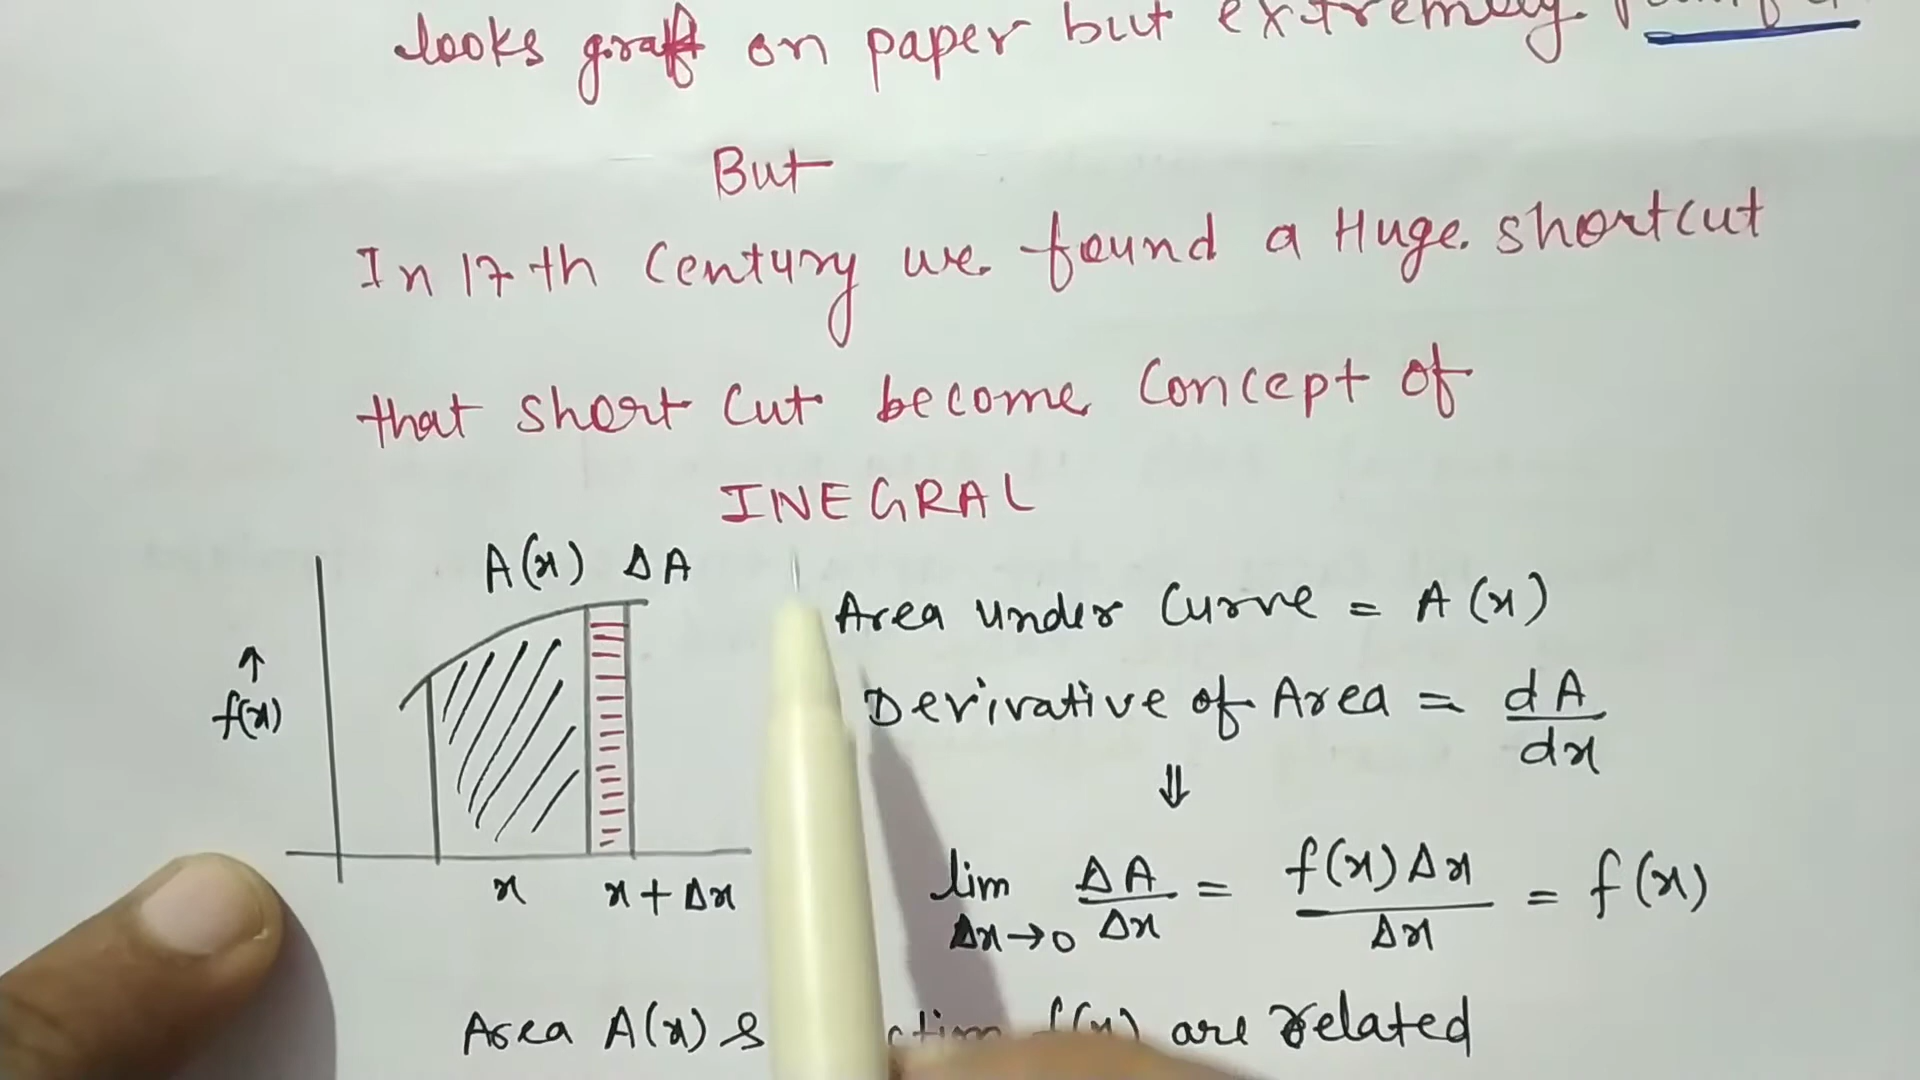 looks graft on paper but extremely
But
In 17th century we found a Huge shortcut
that short cut become concept of
INEGRAL
A(x) ΔA
↑
f(x)
x x+Δx
Area under Curve = A(x)
Derivative of Area = dA/dx
⇓
lim Δx→0 ΔA/Δx = f(x)Δx/Δx = f(x)
Area A(x) & f(x) are related